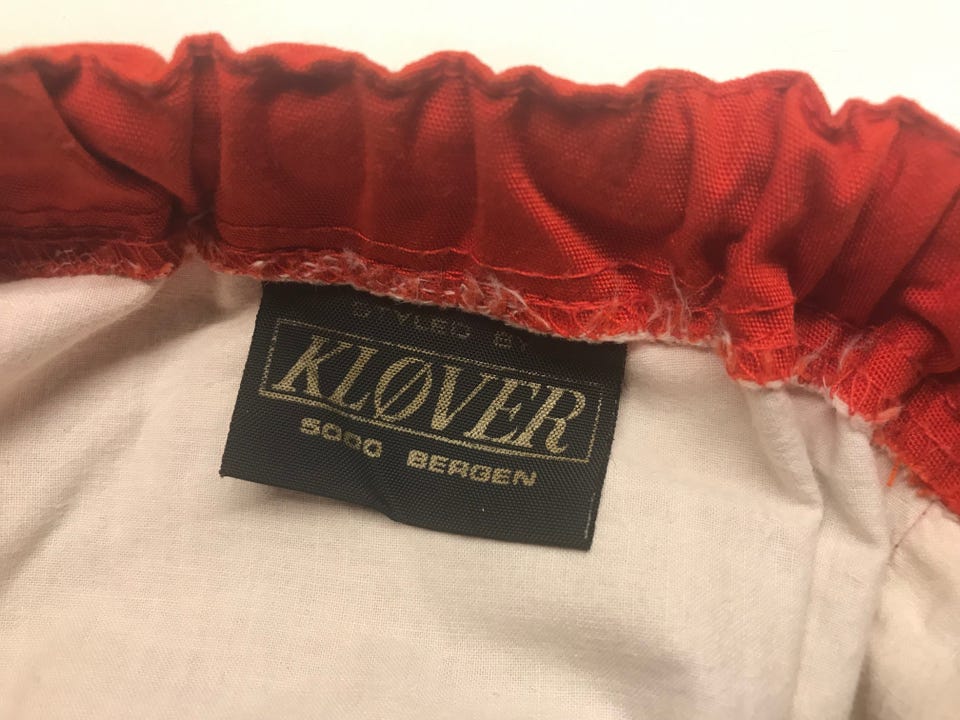 STYLED BY
KLØVER
5000 BERGEN